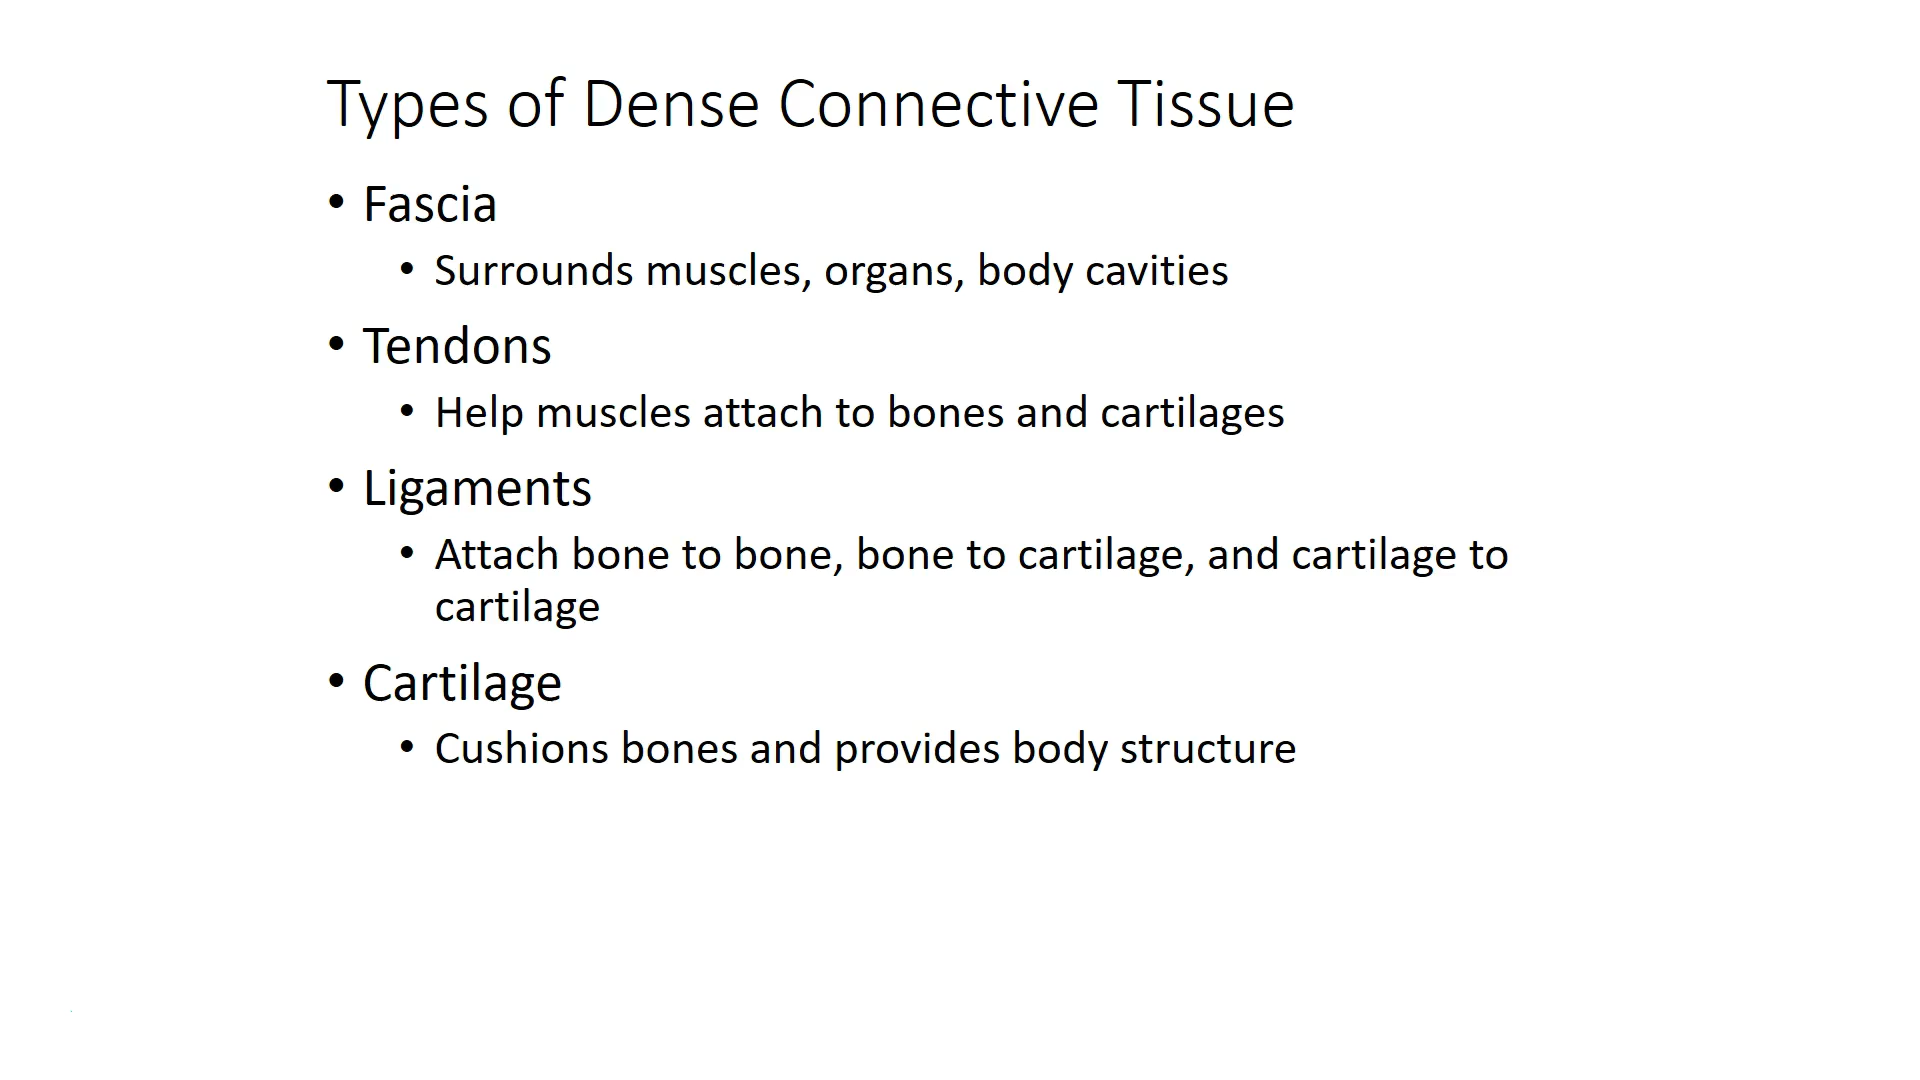 Types of Dense Connective Tissue
• Fascia
• Surrounds muscles, organs, body cavities
• Tendons
• Help muscles attach to bones and cartilages
• Ligaments
• Attach bone to bone, bone to cartilage, and cartilage to
cartilage
• Cartilage
• Cushions bones and provides body structure